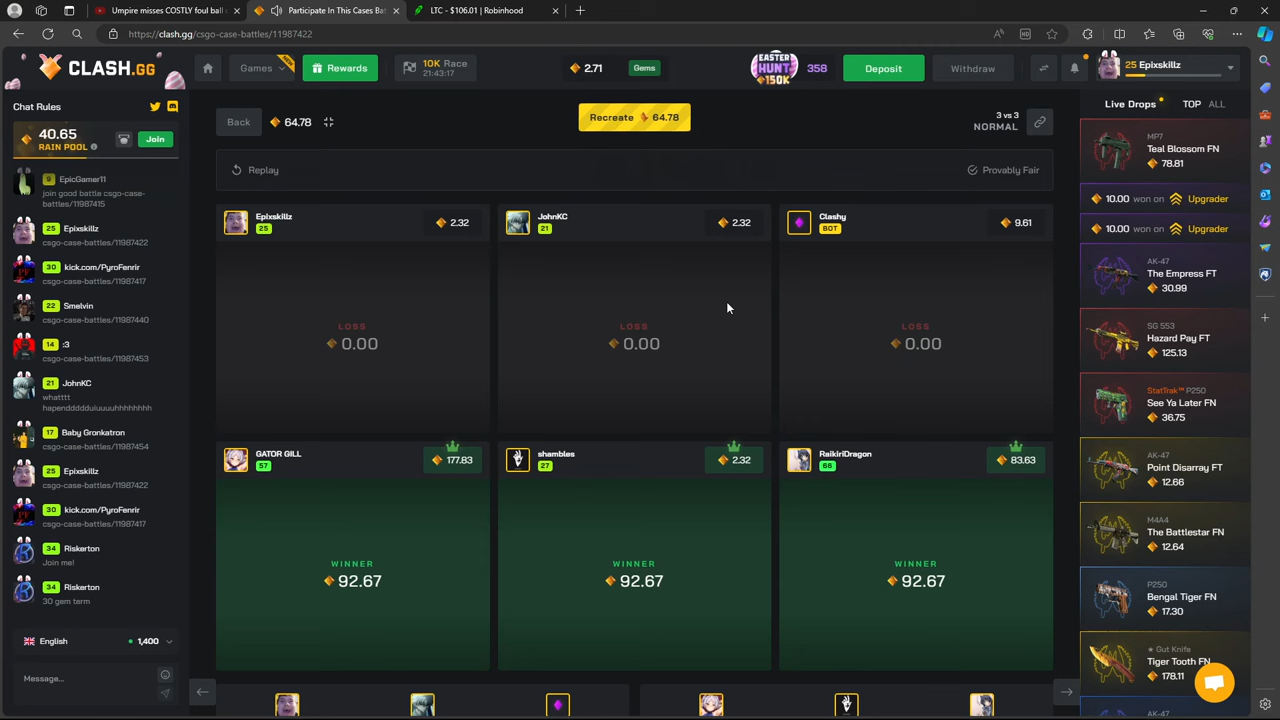 Umpire misses COSTLY foul ball c
Participate In This Cases Bat
LTC - $106.01 | Robinhood
https://clash.gg/csgo-case-battles/11987422
CLASH.GG
Games
Rewards
10K Race
21:43:17
2.71
Gems
EASTER
HUNT
150K
358
Deposit
Withdraw
25 Epixskillz
Chat Rules
40.65
RAIN POOL
Join
9 EpicGamer11
join good battle csgo-case-
battles/11987415
25 Epixskillz
csgo-case-battles/11987422
30 kick.com/PyroFenrir
csgo-case-battles/11987417
22 Smelvin
csgo-case-battles/11987440
14 :3
csgo-case-battles/11987453
21 JohnKC
whatttt
hapendddduiuuuuhhhhhhhh
17 Baby Gronkatron
csgo-case-battles/11987454
25 Epixskillz
csgo-case-battles/11987422
30 kick.com/PyroFenrir
csgo-case-battles/11987417
34 Riskerton
Join me!
34 Riskerton
30 gem term
English
1,400
Message...
Back
64.78
Recreate 64.78
3 vs 3
NORMAL
Replay
Provably Fair
Epixskillz
25
2.32
LOSS
0.00
JohnKC
21
2.32
LOSS
0.00
Clashy
BOT
9.61
LOSS
0.00
GATOR GILL
57
177.83
WINNER
92.67
shambles
27
2.32
WINNER
92.67
RaikiriDragon
66
83.63
WINNER
92.67
Live Drops
TOP
ALL
MP7
Teal Blossom FN
78.81
10.00 won on Upgrader
10.00 won on Upgrader
AK-47
The Empress FT
30.99
SG 553
Hazard Pay FT
125.13
StatTrak™ P250
See Ya Later FN
36.75
AK-47
Point Disarray FT
12.66
M4A4
The Battlestar FN
12.64
P250
Bengal Tiger FN
17.30
★ Gut Knife
Tiger Tooth FN
178.11
AK-47